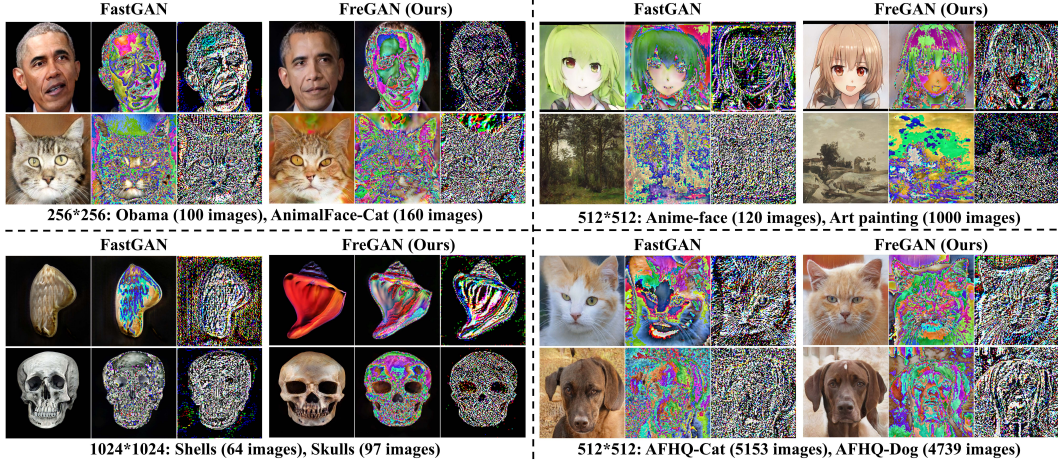 FastGAN
FreGAN (Ours)
FastGAN
FreGAN (Ours)
256*256: Obama (100 images), AnimalFace-Cat (160 images)
512*512: Anime-face (120 images), Art painting (1000 images)
FastGAN
FreGAN (Ours)
FastGAN
FreGAN (Ours)
1024*1024: Shells (64 images), Skulls (97 images)
512*512: AFHQ-Cat (5153 images), AFHQ-Dog (4739 images)